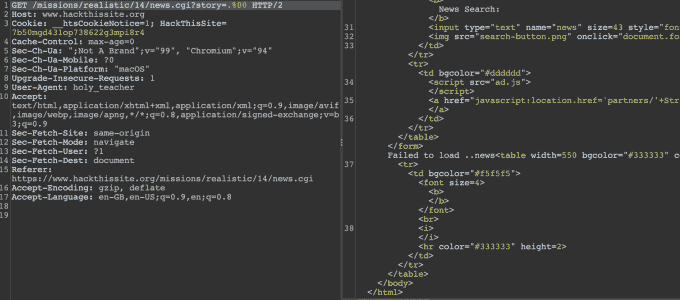 1 GET /missions/realistic/14/news.cgi?story=.%00 HTTP/2
2 Host: www.hackthissite.org
3 Cookie: __htsCookieNotice=1; HackThisSite=
7b50mgd43lop738622g3mpi8r4
4 Cache-Control: max-age=0
5 Sec-Ch-Ua: ";Not A Brand";v="99", "Chromium";v="94"
6 Sec-Ch-Ua-Mobile: ?0
7 Sec-Ch-Ua-Platform: "macOS"
8 Upgrade-Insecure-Requests: 1
9 User-Agent: holy_teacher
10 Accept:
text/html,application/xhtml+xml,application/xml;q=0.9,image/avif
,image/webp,image/apng,*/*;q=0.8,application/signed-exchange;v=b
3;q=0.9
11 Sec-Fetch-Site: same-origin
12 Sec-Fetch-Mode: navigate
13 Sec-Fetch-User: ?1
14 Sec-Fetch-Dest: document
15 Referer:
https://www.hackthissite.org/missions/realistic/14/news.cgi
16 Accept-Encoding: gzip, deflate
17 Accept-Language: en-GB,en-US;q=0.9,en;q=0.8
18
19
News Search:
</b>
31 <input type="text" name="news" size=43 style="font
32 <img src="search-button.png" onclick="document.fo
33 </td>
</tr>
<tr>
<td bgcolor="#dddddd">
34 <script src="ad.js">
</script>
35 <a href="javascript:location.href='partners/'+Str
</a>
36 </td>
</tr>
</table>
</form>
Failed to load ..news<table width=550 bgcolor="#333333" c
37 <tr>
<td bgcolor="#f5f5f5">
<font size=4>
<b>
</b>
</font>
<br>
38 <i>
</i>
<hr color="#333333" height=2>
</td>
</tr>
</table>
</body>
</html>